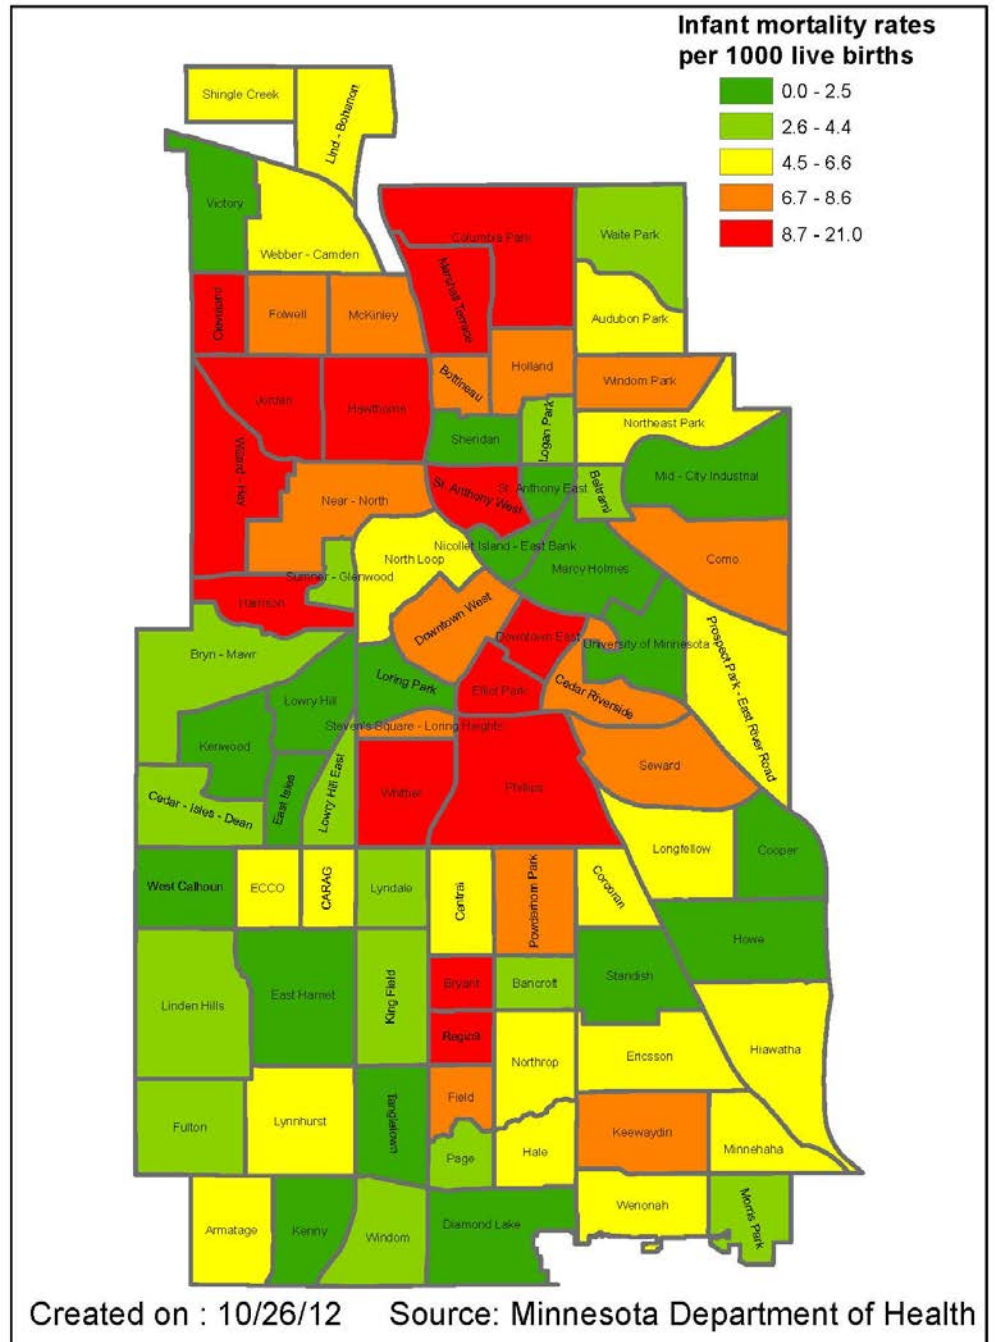 Infant mortality rates
per 1000 live births
0.0 - 2.5
2.6 - 4.4
4.5 - 6.6
6.7 - 8.6
8.7 - 21.0
Shingle Creek
Lind - Bohanon
Victory
Webber - Camden
Columbia Park
Waite Park
Marshall Terrace
Audubon Park
Cleveland
Folwell
McKinley
Holland
Bottineau
Windom Park
Jordan
Hawthorne
Logan Park
Northeast Park
Sheridan
Willard - Hay
Mid - City Industrial
St. Anthony West
St. Anthony East
Beltrami
Near - North
Nicollet Island - East Bank
North Loop
Marcy Holmes
Como
Sumner - Glenwood
Harrison
Downtown West
Downtown East
University of Minnesota
Prospect Park - East River Road
Bryn - Mawr
Loring Park
Elliot Park
Cedar Riverside
Lowry Hill
Steven's Square - Loring Heights
Kenwood
Seward
East Isles
Lowry Hill East
Whittier
Phillips
Cedar - Isles - Dean
Longfellow
Cooper
West Calhoun
ECCO
CARAG
Lyndale
Central
Powderhorn Park
Corcoran
Howe
Linden Hills
East Harriet
King Field
Bryant
Bancroft
Standish
Regina
Northrop
Ericsson
Hiawatha
Fulton
Lynnhurst
Tangletown
Field
Page
Hale
Keewaydin
Minnehaha
Armatage
Kenny
Windom
Diamond Lake
Wenonah
Morris Park
Created on : 10/26/12 Source: Minnesota Department of Health